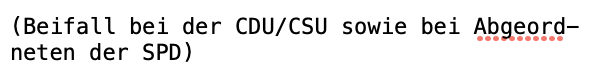 (Beifall bei der CDU/CSU sowie bei Abgeord-
neten der SPD)